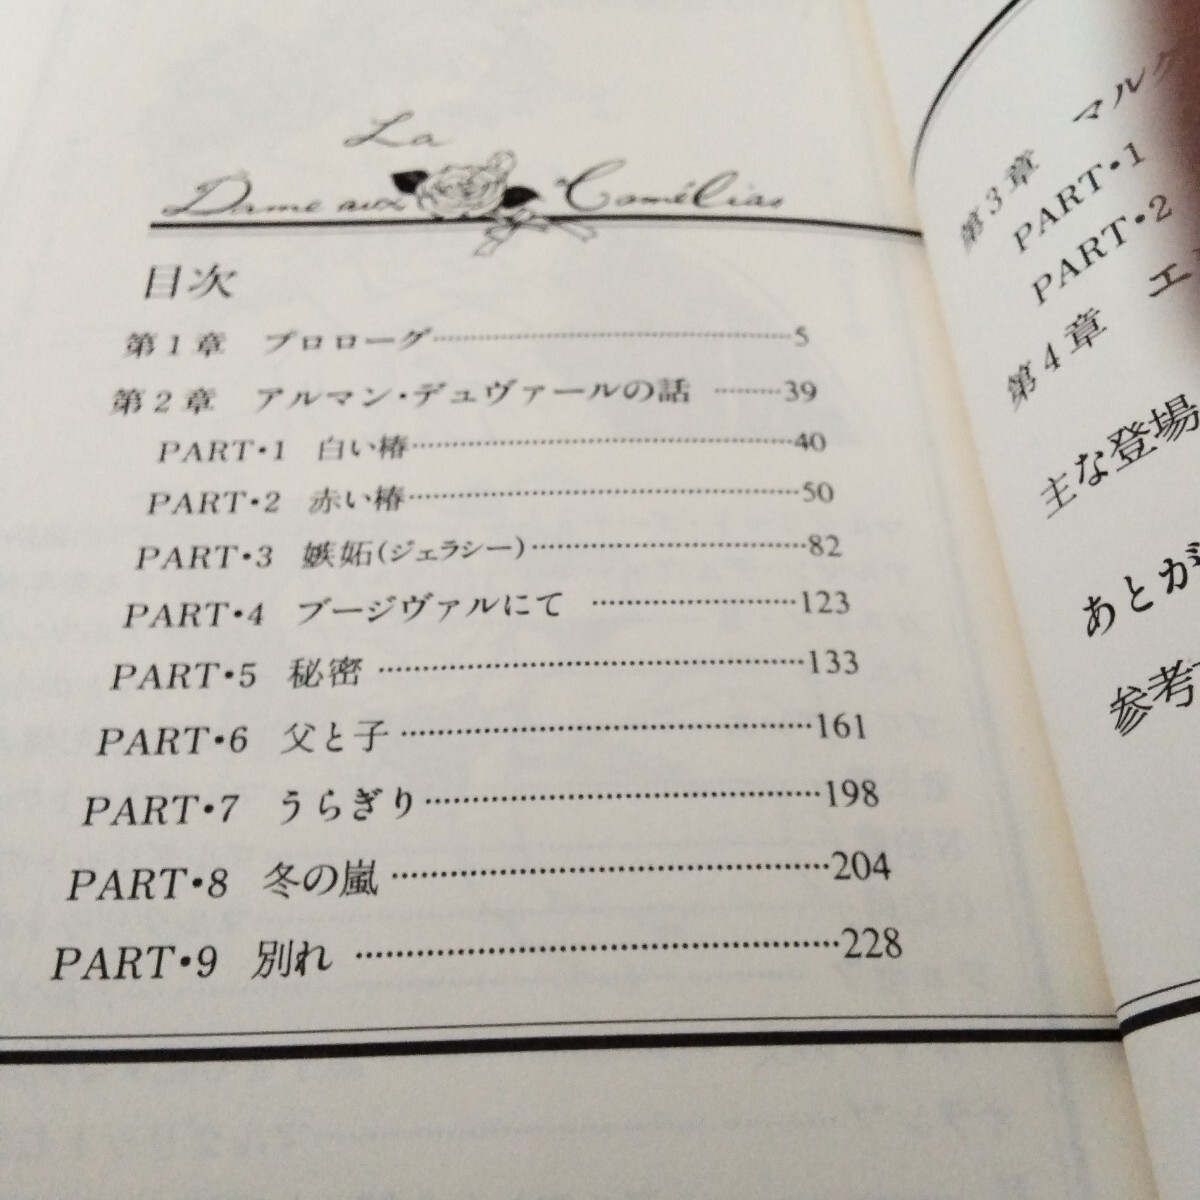 La
Dame aux Camélias
目次
第1章 プロローグ……………………5
第2章 アルマン・デュヴァールの話 ………39
PART・1 白い椿……………………40
PART・2 赤い椿……………………50
PART・3 嫉妬(ジェラシー)……………………82
PART・4 ブージヴァルにて ……………………123
PART・5 秘密……………………133
PART・6 父と子……………………161
PART・7 うらぎり……………………198
PART・8 冬の嵐……………………204
PART・9 別れ……………………228
第3章 マルグ
PART・1
PART・2
第4章 エ
主な登場
あとが
参考